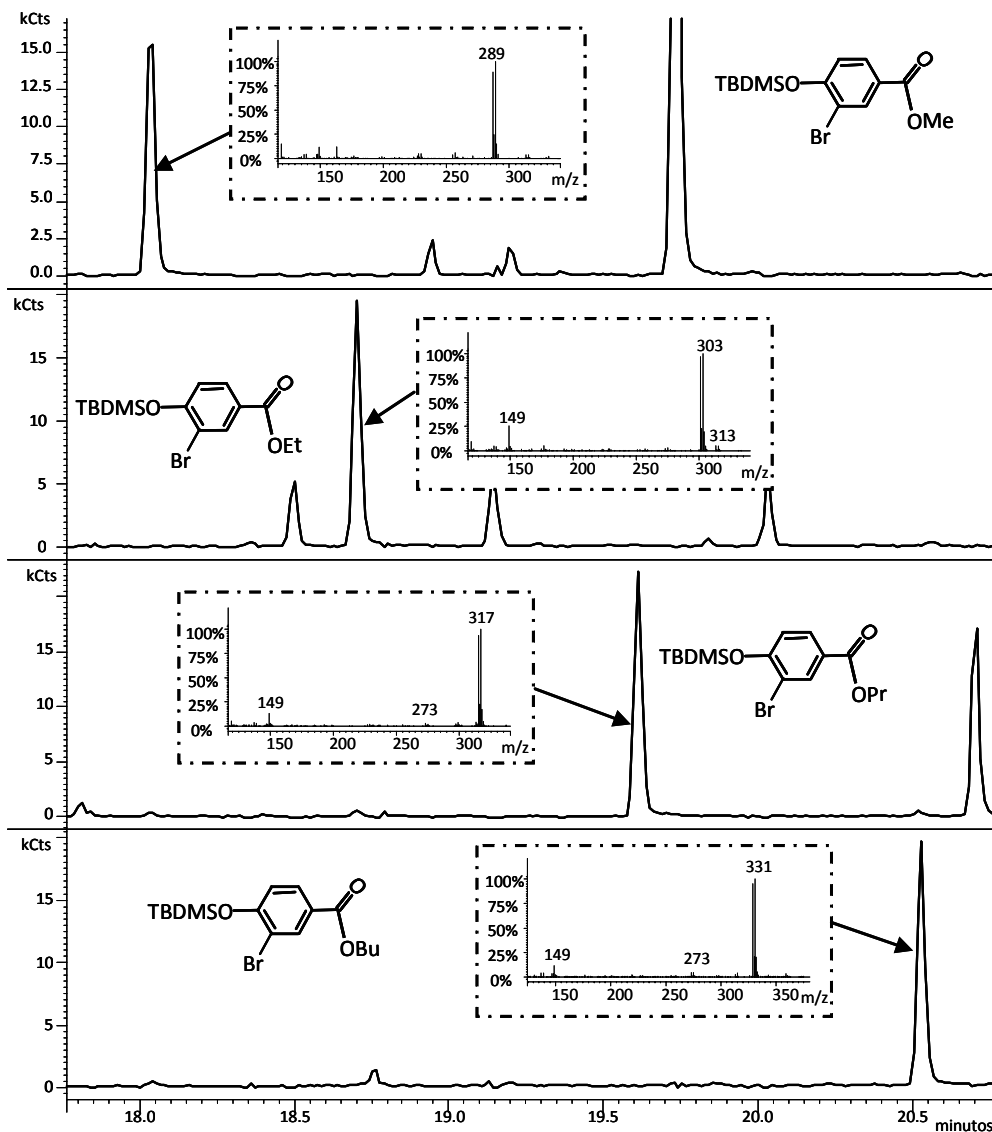 kCts
15.0
12.5
10.0
7.5
5.0
2.5
0.0
100%
75%
50%
25%
0%
289
150 200 250 300 m/z
TBDMSO
O
Br
OMe
kCts
15
10
5
0
TBDMSO
O
Br
OEt
100%
75%
50%
25%
0%
303
149
313
150 200 250 300 m/z
kCts
15
10
5
0
100%
75%
50%
25%
0%
317
149
273
150 200 250 300 m/z
TBDMSO
O
Br
OPr
kCts
15
10
5
0
TBDMSO
O
Br
OBu
100%
75%
50%
25%
0%
331
149
273
150 200 250 300 350 m/z
18.0 18.5 19.0 19.5 20.0 20.5 minutos